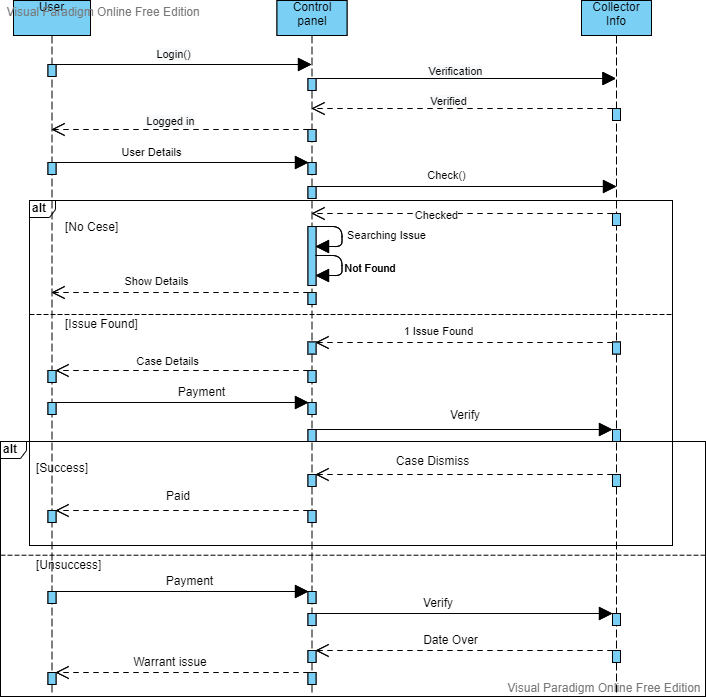 Visual Paradigm Online Free Edition
User
Control
panel
Collector
Info
Login()
Verification
Verified
Logged in
User Details
Check()
alt
Checked
[No Cese]
Searching Issue
Not Found
Show Details
[Issue Found]
1 Issue Found
Case Details
Payment
Verify
alt
Case Dismiss
[Success]
Paid
[Unsuccess]
Payment
Verify
Date Over
Warrant issue
Visual Paradigm Online Free Edition